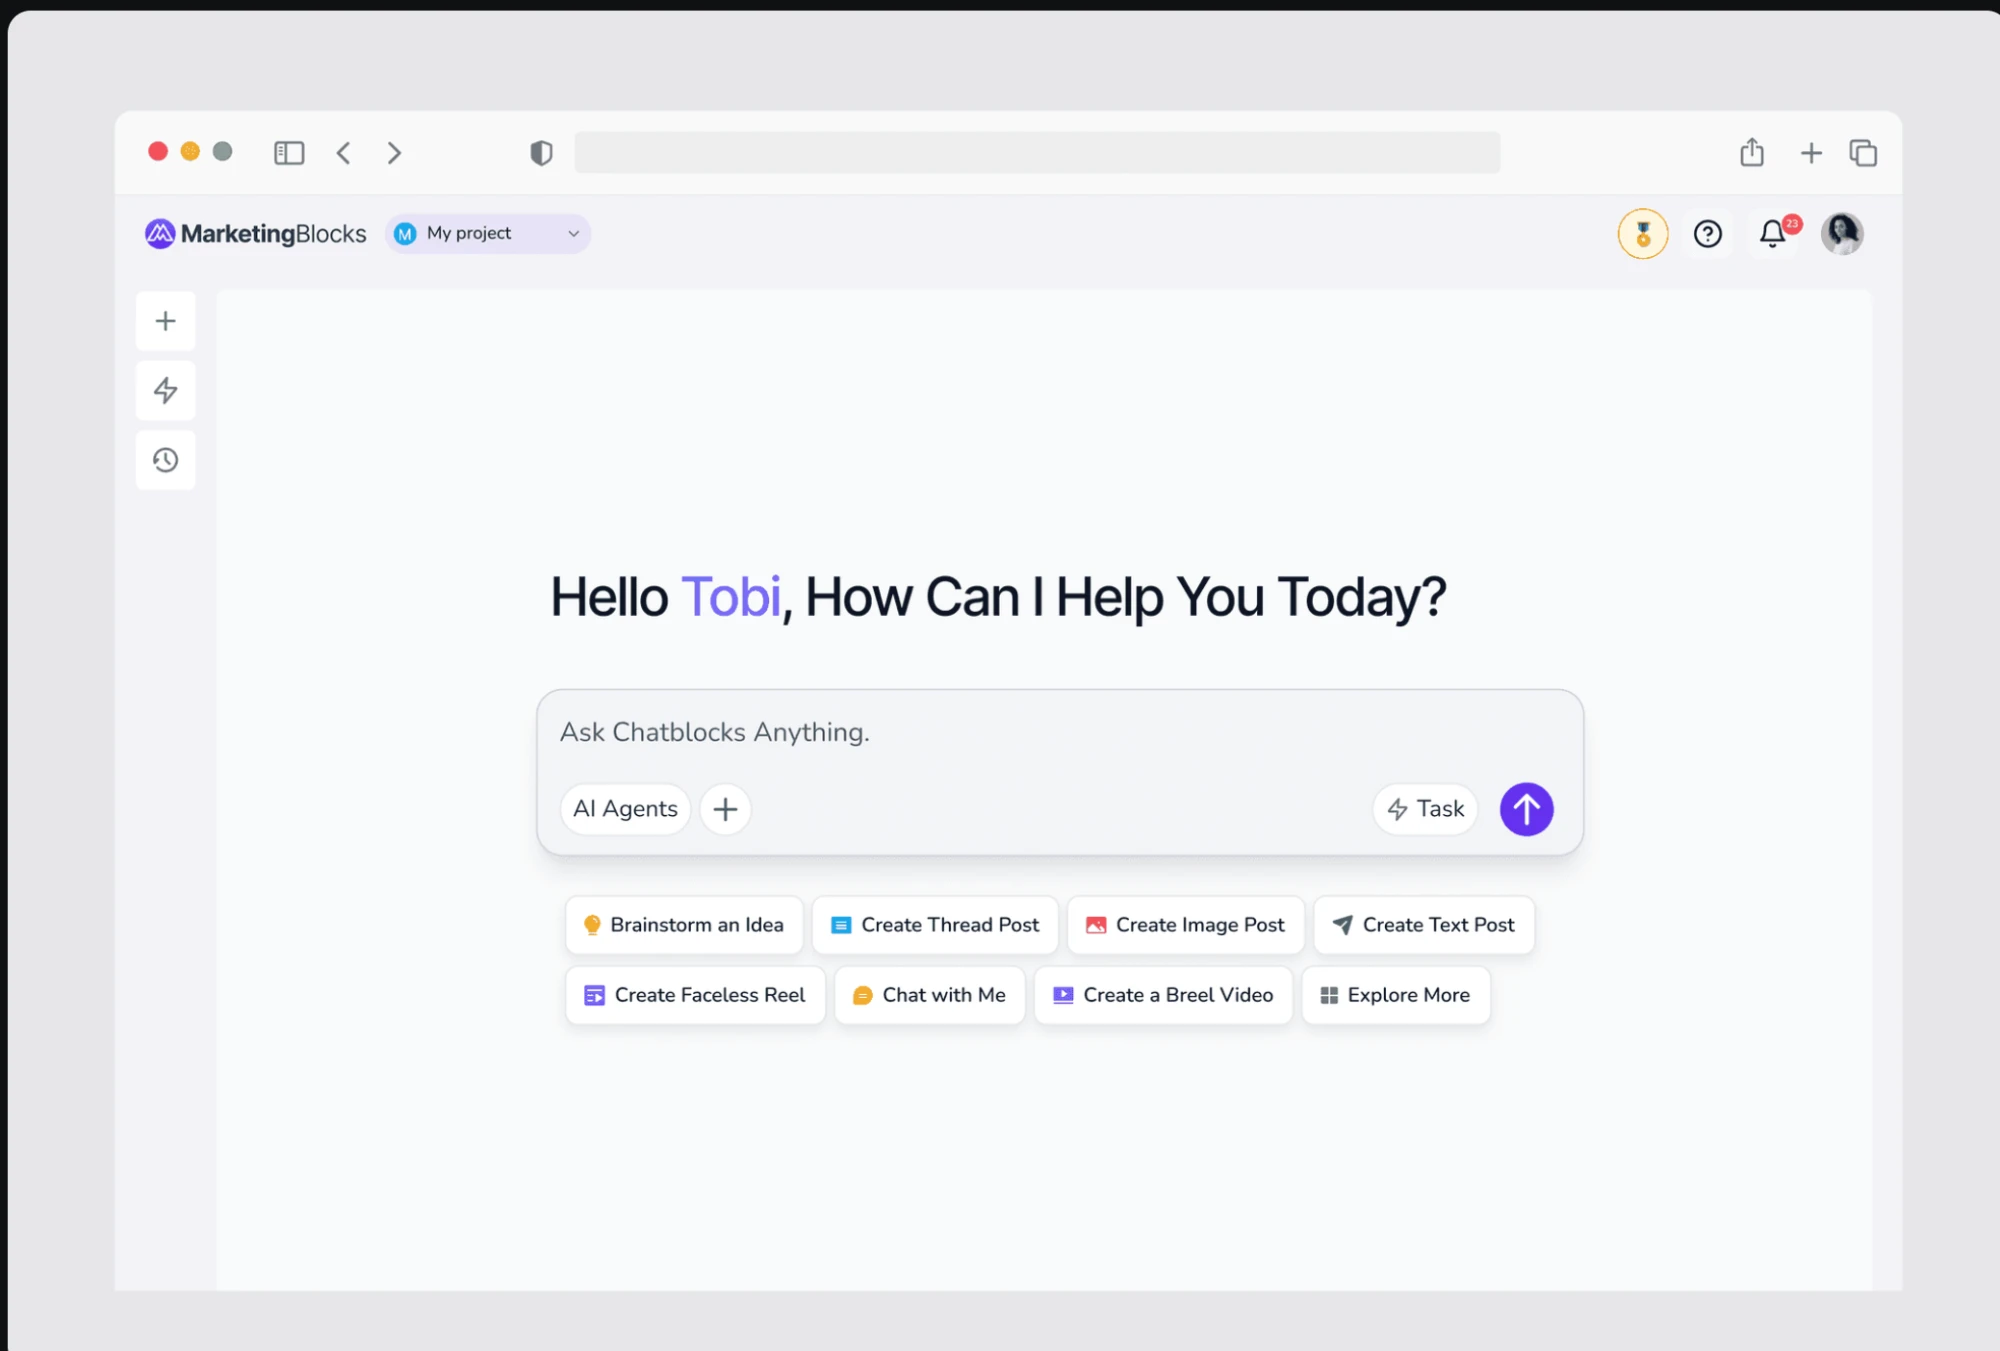 MarketingBlocks
M My project
23
Hello Tobi, How Can I Help You Today?
Ask Chatblocks Anything.
AI Agents
Task
Brainstorm an Idea
Create Thread Post
Create Image Post
Create Text Post
Create Faceless Reel
Chat with Me
Create a Breel Video
Explore More